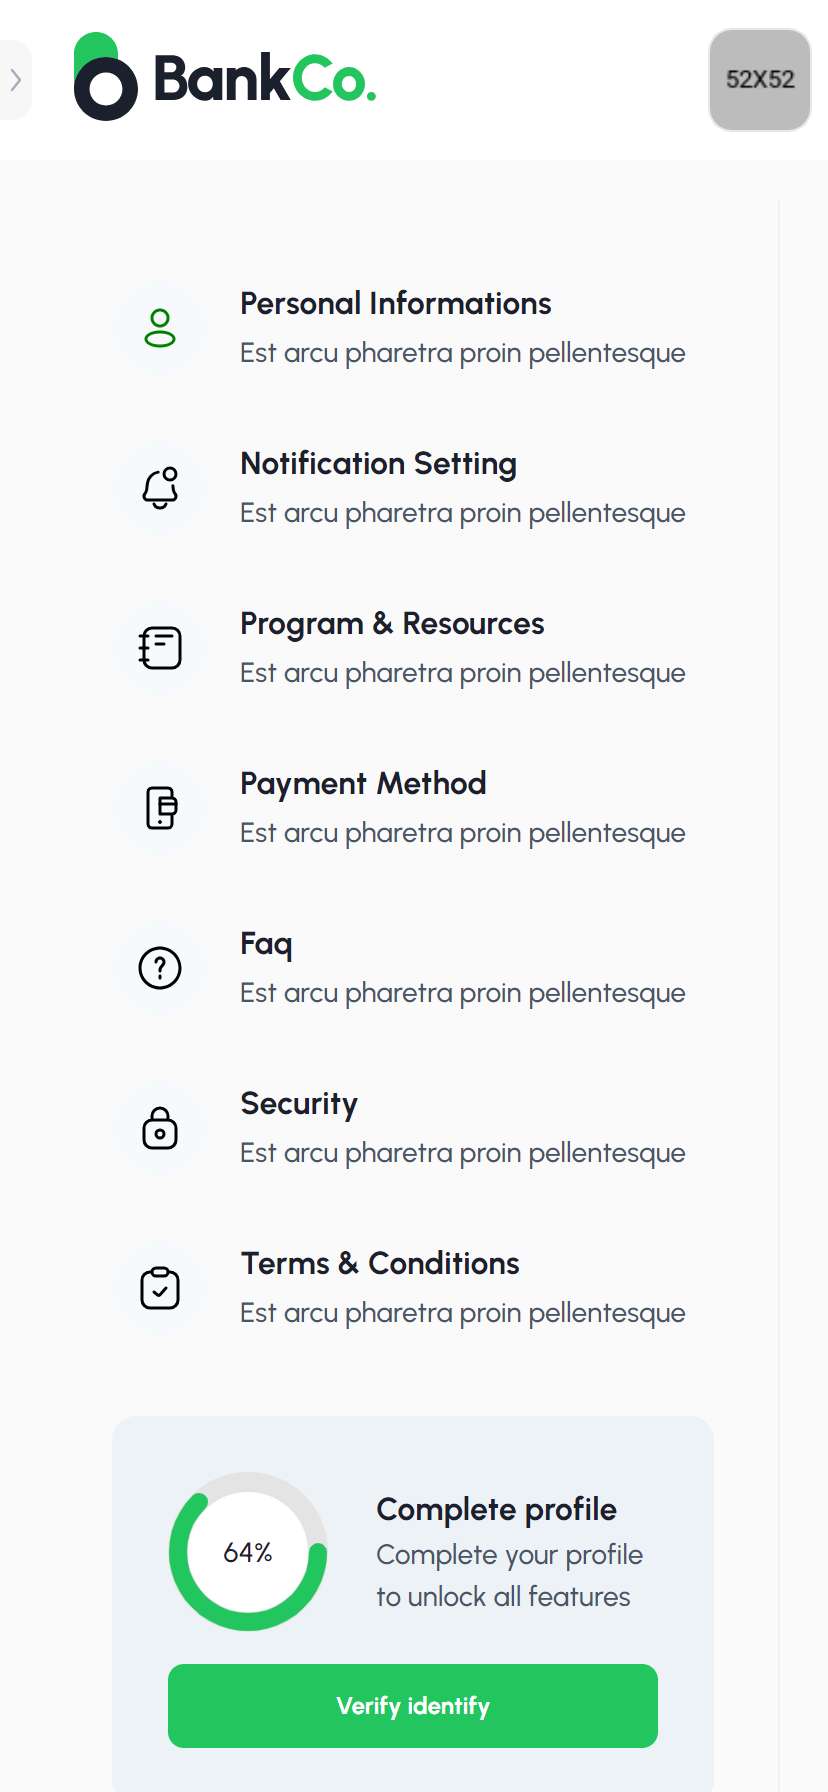 BankCo.
52X52
Personal Informations
Est arcu pharetra proin pellentesque
Notification Setting
Est arcu pharetra proin pellentesque
Program & Resources
Est arcu pharetra proin pellentesque
Payment Method
Est arcu pharetra proin pellentesque
Faq
Est arcu pharetra proin pellentesque
Security
Est arcu pharetra proin pellentesque
Terms & Conditions
Est arcu pharetra proin pellentesque
64%
Complete profile
Complete your profile
to unlock all features
Verify identify